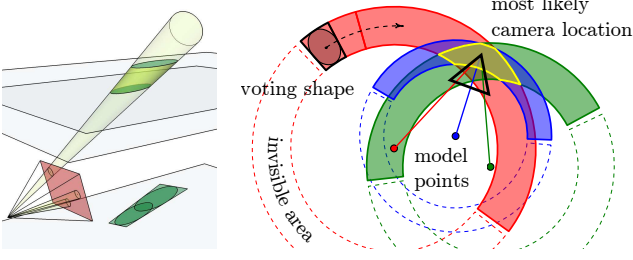 most likely
camera location
voting shape
invisible area
model
points